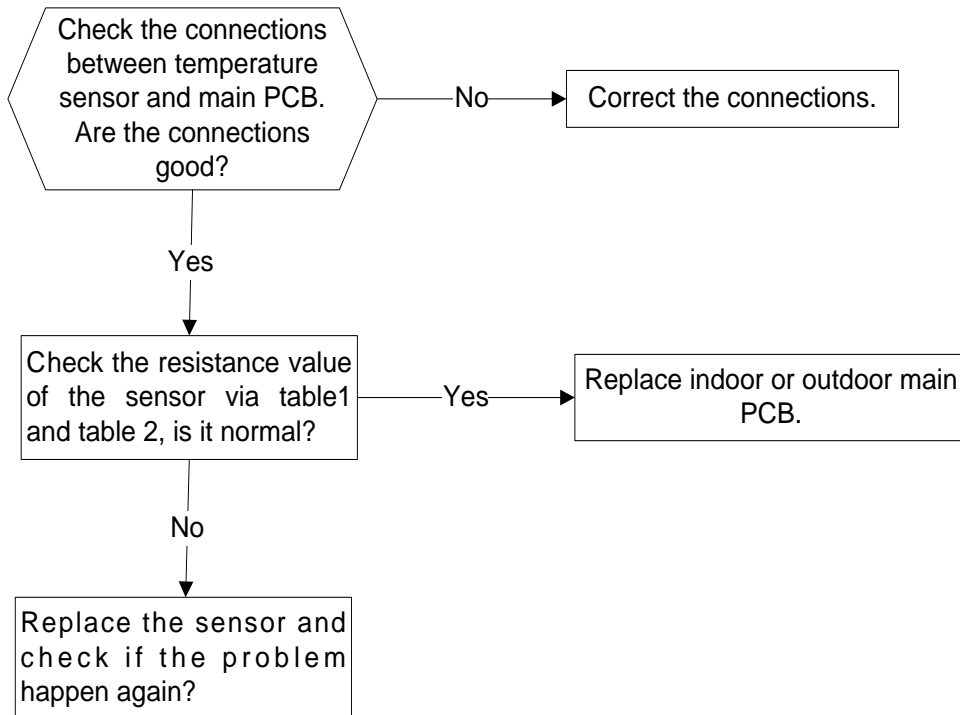 Check the connections
between temperature
sensor and main PCB.
Are the connections
good?
No
Correct the connections.
Yes
Check the resistance value
of the sensor via table1
and table 2, is it normal?
Yes
Replace indoor or outdoor main
PCB.
No
Replace the sensor and
check if the problem
happen again?